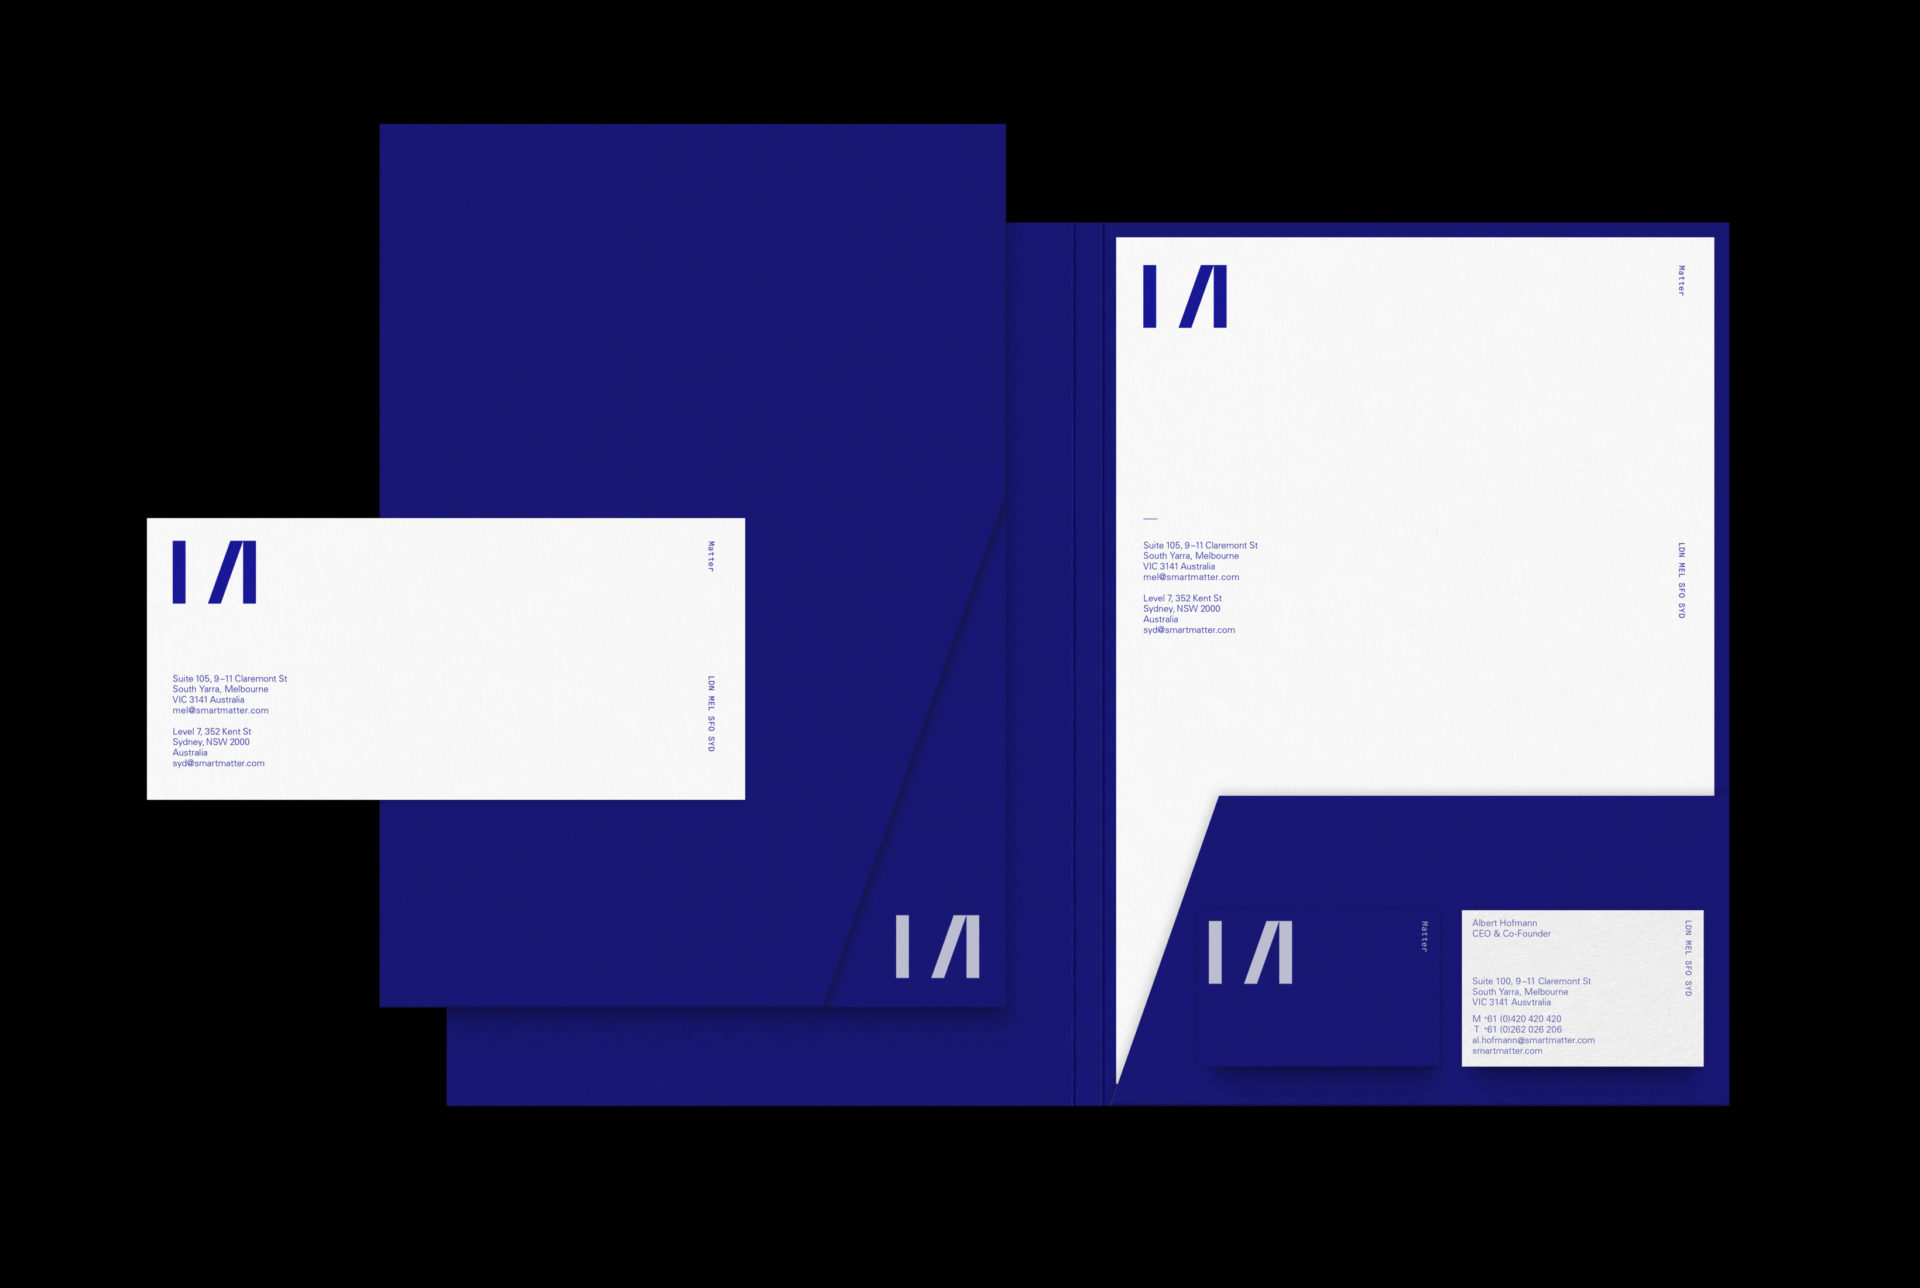 Matter
Suite 105, 9–11 Claremont St
South Yarra, Melbourne
VIC 3141 Australia
mel@smartmatter.com
Level 7, 352 Kent St
Sydney, NSW 2000
Australia
syd@smartmatter.com
LDN MEL SFO SYD
Matter
Suite 105, 9–11 Claremont St
South Yarra, Melbourne
VIC 3141 Australia
mel@smartmatter.com
Level 7, 352 Kent St
Sydney, NSW 2000
Australia
syd@smartmatter.com
LDN MEL SFO SYD
Matter
Albert Hofmann
CEO & Co-Founder
Suite 100, 9–11 Claremont St
South Yarra, Melbourne
VIC 3141 Ausvtralia
M +61 (0)420 420 420
T +61 (0)262 026 206
al.hofmann@smartmatter.com
smartmatter.com
LDN MEL SFO SYD